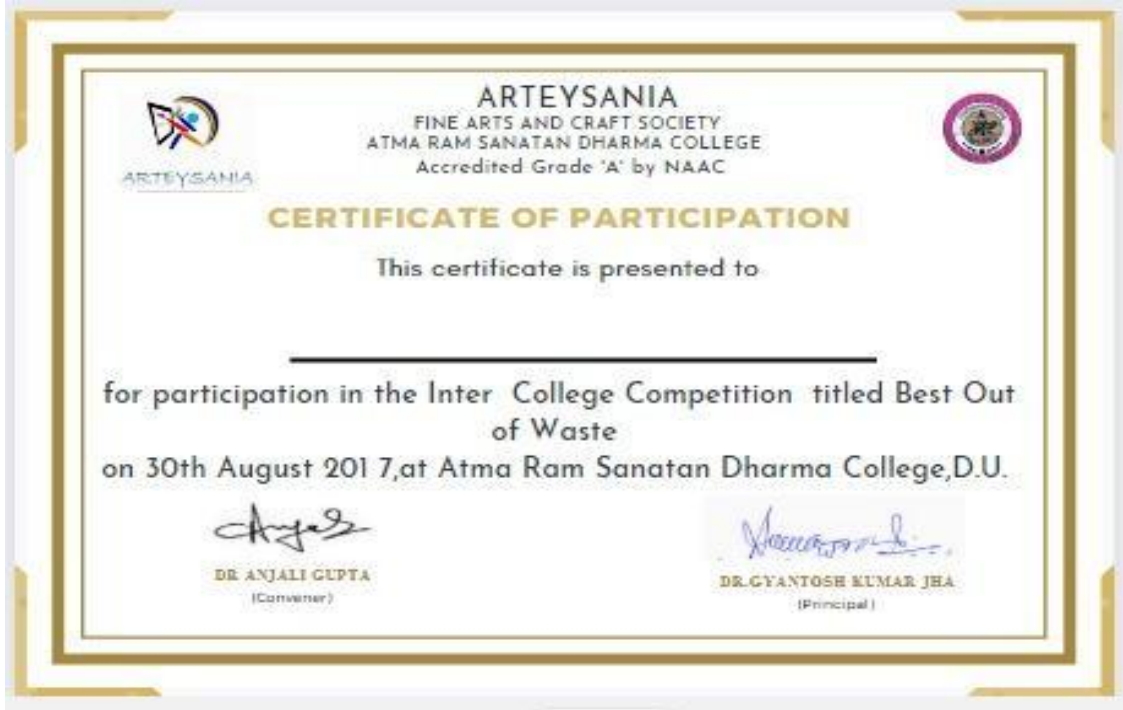 ARTEYSANIA
FINE ARTS AND CRAFT SOCIETY
ATMA RAM SANATAN DHARMA COLLEGE
Accredited Grade 'A' by NAAC
ARTEYSANIA
CERTIFICATE OF PARTICIPATION
This certificate is presented to
for participation in the Inter College Competition titled Best Out
of Waste
on 30th August 201 7,at Atma Ram Sanatan Dharma College,D.U.
DR ANJALI GUPTA
(Convener)
DR.GYANTOSH KUMAR JHA
(Principal)